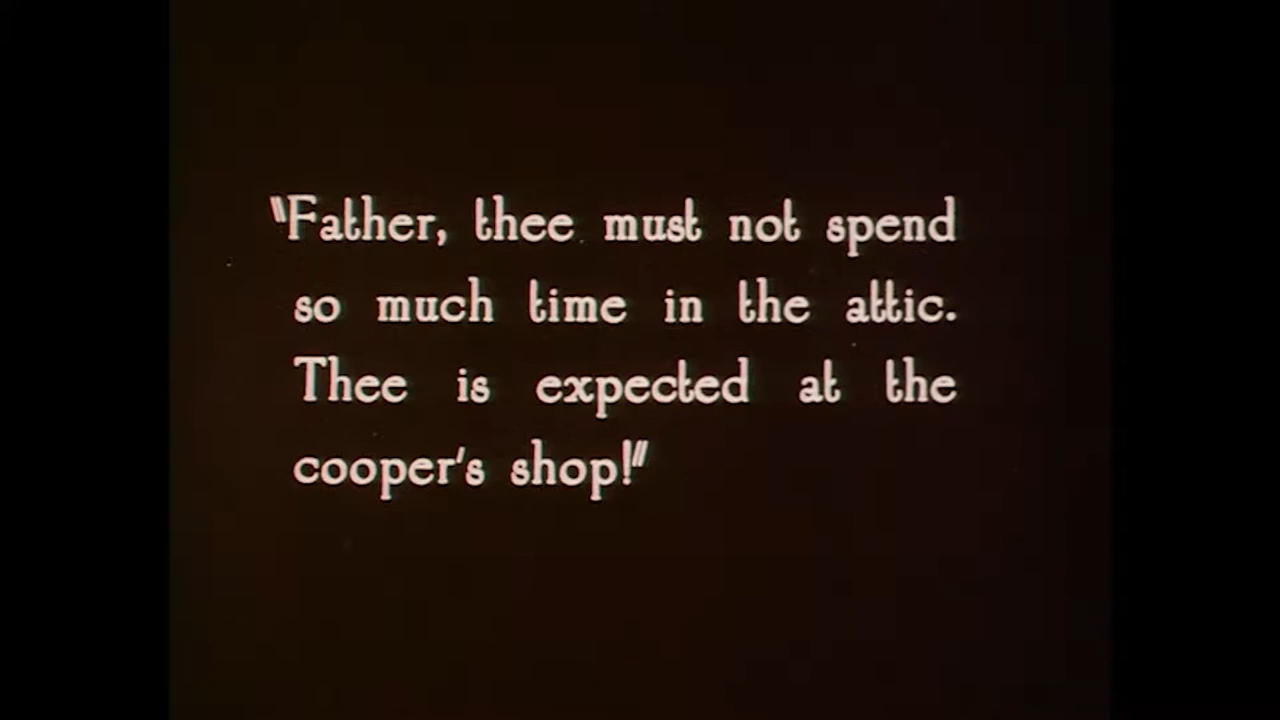 "Father, thee must not spend
so much time in the attic.
Thee is expected at the
cooper's shop!"